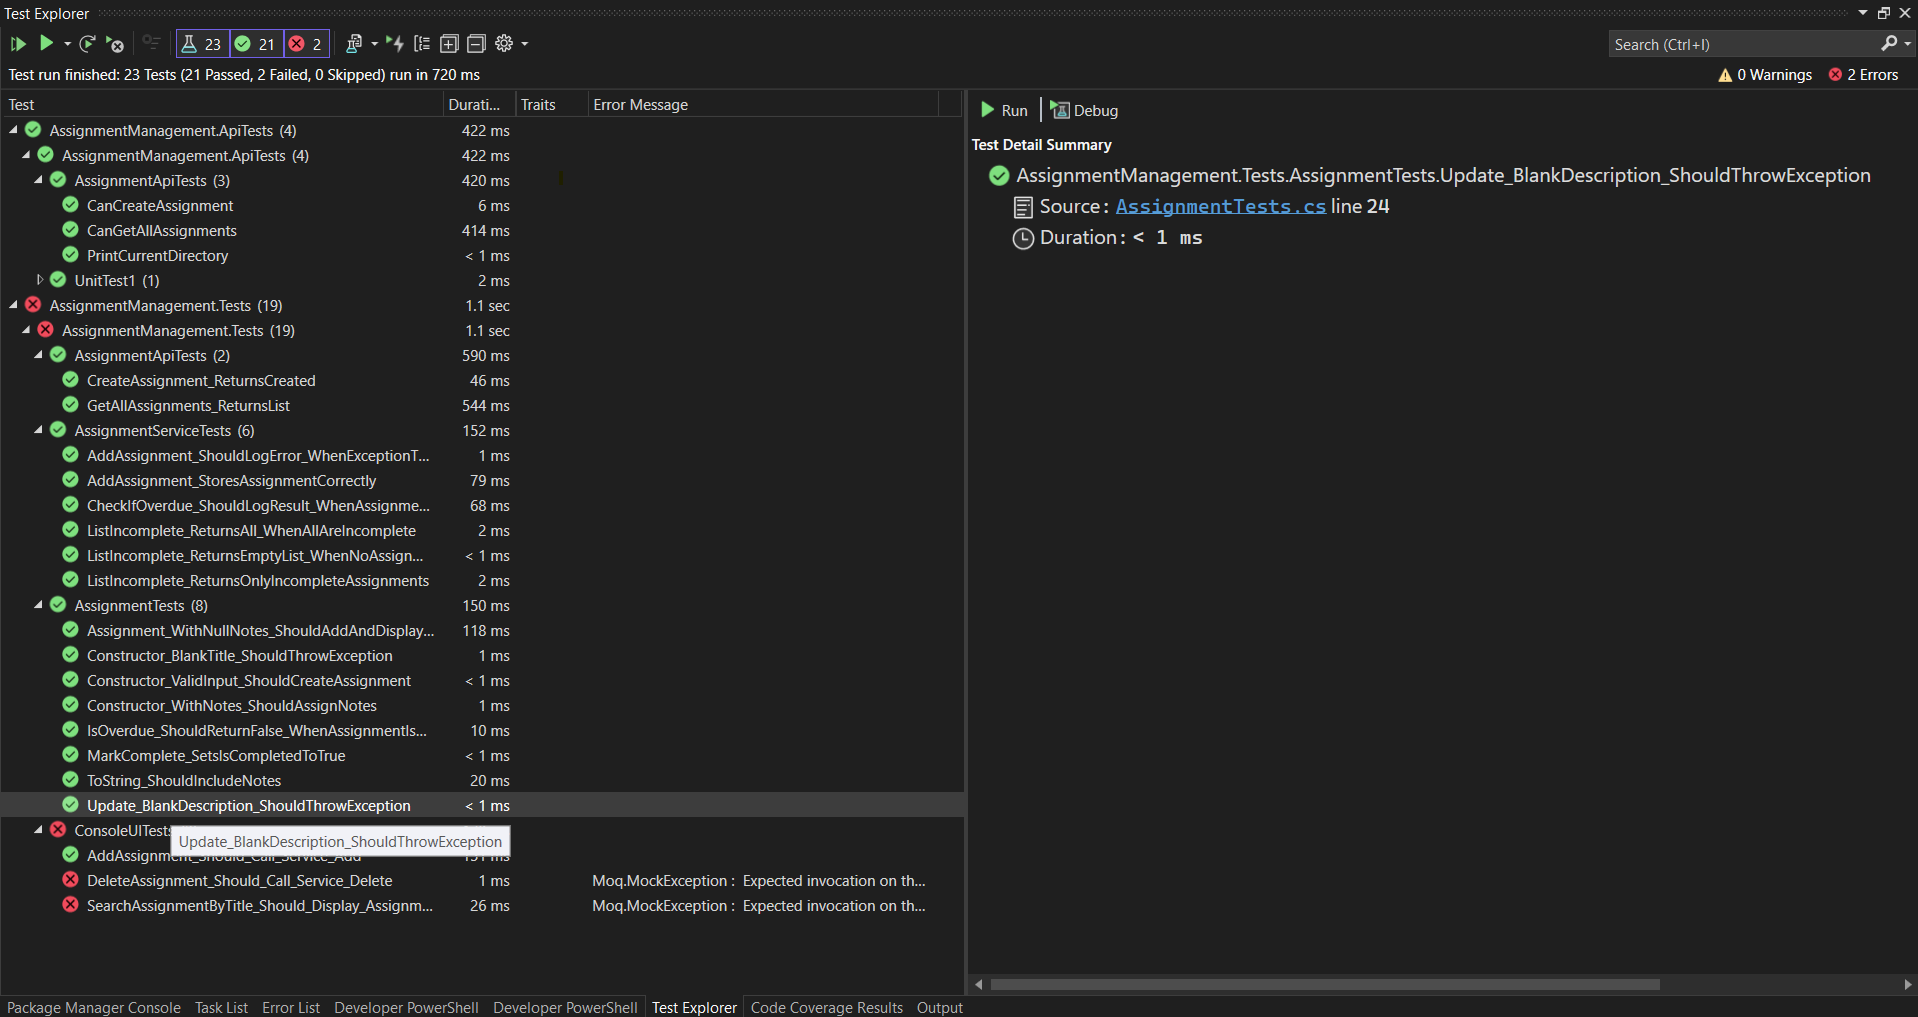 Test Explorer
23 21 2
Search (Ctrl+I)
Test run finished: 23 Tests (21 Passed, 2 Failed, 0 Skipped) run in 720 ms
0 Warnings 2 Errors
Test Durati... Traits Error Message
AssignmentManagement.ApiTests (4) 422 ms
AssignmentManagement.ApiTests (4) 422 ms
AssignmentApiTests (3) 420 ms
CanCreateAssignment 6 ms
CanGetAllAssignments 414 ms
PrintCurrentDirectory < 1 ms
UnitTest1 (1) 2 ms
AssignmentManagement.Tests (19) 1.1 sec
AssignmentManagement.Tests (19) 1.1 sec
AssignmentApiTests (2) 590 ms
CreateAssignment_ReturnsCreated 46 ms
GetAllAssignments_ReturnsList 544 ms
AssignmentServiceTests (6) 152 ms
AddAssignment_ShouldLogError_WhenExceptionT... 1 ms
AddAssignment_StoresAssignmentCorrectly 79 ms
CheckIfOverdue_ShouldLogResult_WhenAssignme... 68 ms
ListIncomplete_ReturnsAll_WhenAllAreIncomplete 2 ms
ListIncomplete_ReturnsEmptyList_WhenNoAssign... < 1 ms
ListIncomplete_ReturnsOnlyIncompleteAssignments 2 ms
AssignmentTests (8) 150 ms
Assignment_WithNullNotes_ShouldAddAndDisplay... 118 ms
Constructor_BlankTitle_ShouldThrowException 1 ms
Constructor_ValidInput_ShouldCreateAssignment < 1 ms
Constructor_WithNotes_ShouldAssignNotes 1 ms
IsOverdue_ShouldReturnFalse_WhenAssignmentIs... 10 ms
MarkComplete_SetsIsCompletedToTrue < 1 ms
ToString_ShouldIncludeNotes 20 ms
Update_BlankDescription_ShouldThrowException < 1 ms
ConsoleUITests
Update_BlankDescription_ShouldThrowException
AddAssignment_Should_Call_Service_Add
DeleteAssignment_Should_Call_Service_Delete 1 ms Moq.MockException : Expected invocation on th...
SearchAssignmentByTitle_Should_Display_Assignm... 26 ms Moq.MockException : Expected invocation on th...
Run Debug
Test Detail Summary
AssignmentManagement.Tests.AssignmentTests.Update_BlankDescription_ShouldThrowException
Source: AssignmentTests.cs line 24
Duration: < 1 ms
Package Manager Console Task List Error List Developer PowerShell Developer PowerShell Test Explorer Code Coverage Results Output